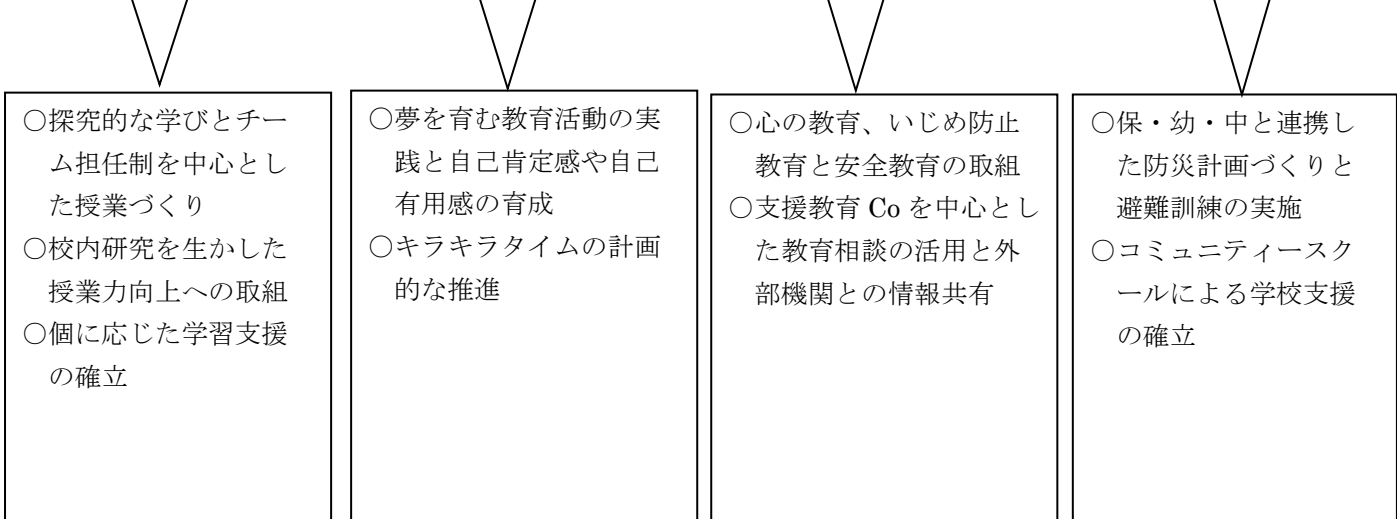 ○探究的な学びとチー
ム担任制を中心とし
た授業づくり
○校内研究を生かした
授業力向上への取組
○個に応じた学習支援
の確立
○夢を育む教育活動の実
践と自己肯定感や自己
有用感の育成
○キラキラタイムの計画
的な推進
○心の教育、いじめ防止
教育と安全教育の取組
○支援教育 Co を中心とし
た教育相談の活用と外
部機関との情報共有
○保・幼・中と連携し
た防災計画づくりと
避難訓練の実施
○コミュニティースク
ールによる学校支援
の確立